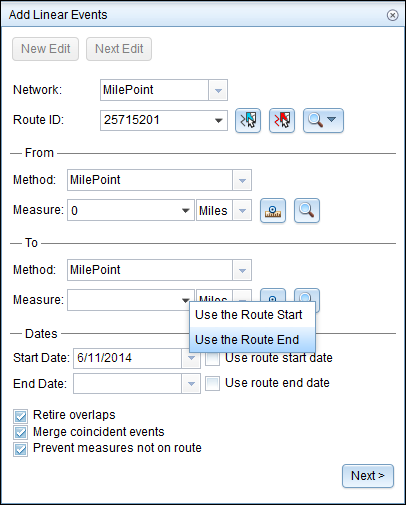 Add Linear Events
New Edit Next Edit
Network: MilePoint
Route ID: 25715201
From
Method: MilePoint
Measure: 0 Miles
To
Method: MilePoint
Measure: Miles
Use the Route Start
Use the Route End
Dates
Start Date: 6/11/2014 Use route start date
End Date: Use route end date
Retire overlaps
Merge coincident events
Prevent measures not on route
Next >